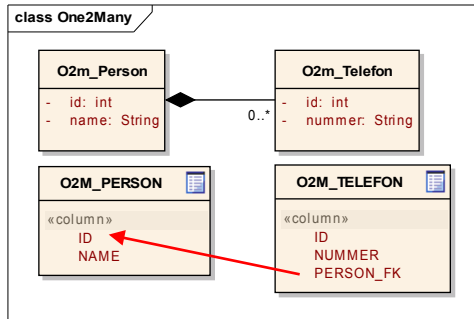 class One2Many
O2m_Person
- id: int
- name: String
0..*
O2m_Telefon
- id: int
- nummer: String
O2M_PERSON
«column»
ID
NAME
O2M_TELEFON
«column»
ID
NUMMER
PERSON_FK